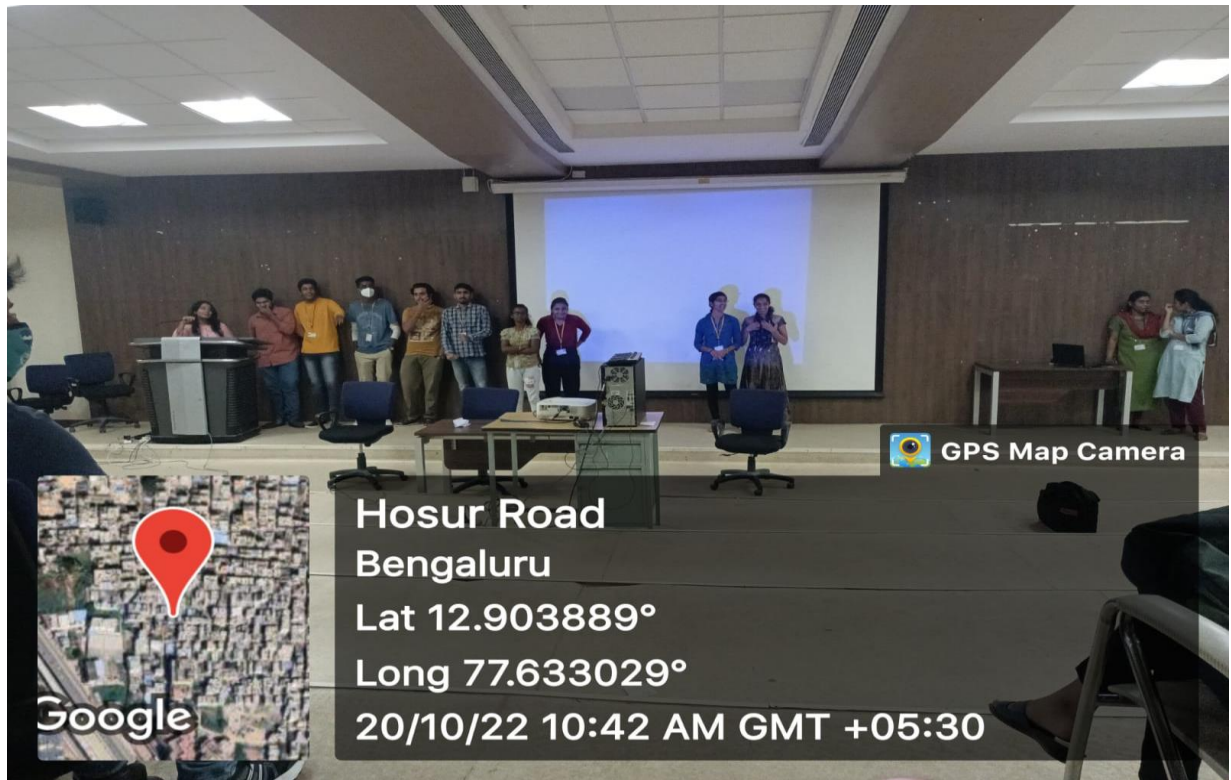 GPS Map Camera
Hosur Road
Bengaluru
Lat 12.903889°
Long 77.633029°
20/10/22 10:42 AM GMT +05:30
Google